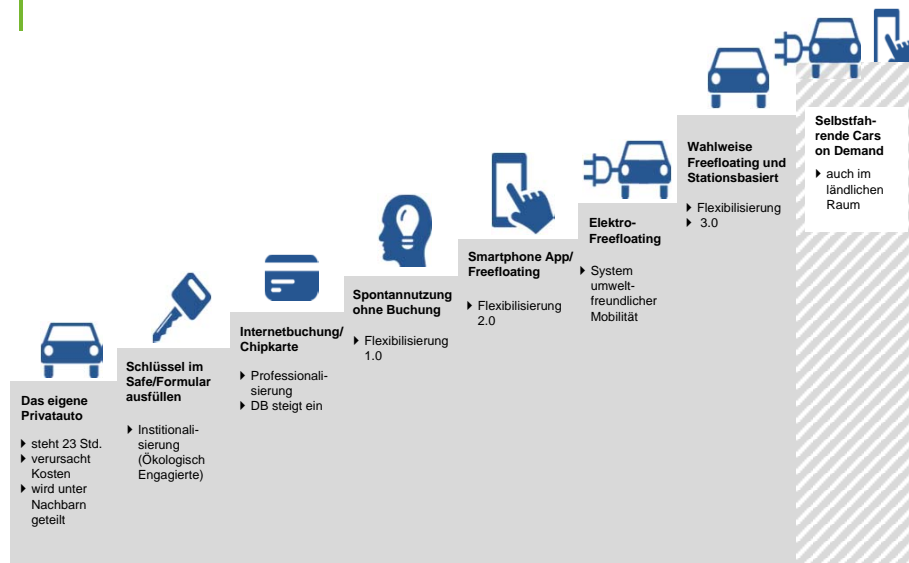 Das eigene
Privatauto
steht 23 Std.
verursacht
Kosten
wird unter
Nachbarn
geteilt
Schlüssel im
Safe/Formular
ausfüllen
Institionali-
sierung
(Ökologisch
Engagierte)
Internetbuchung/
Chipkarte
Professionali-
sierung
DB steigt ein
Spontannutzung
ohne Buchung
Flexibilisierung
1.0
Smartphone App/
Freefloating
Flexibilisierung
2.0
Elektro-
Freefloating
System
umwelt-
freundlicher
Mobilität
Wahlweise
Freefloating und
Stationsbasiert
Flexibilisierung
3.0
Selbstfah-
rende Cars
on Demand
auch im
ländlichen
Raum